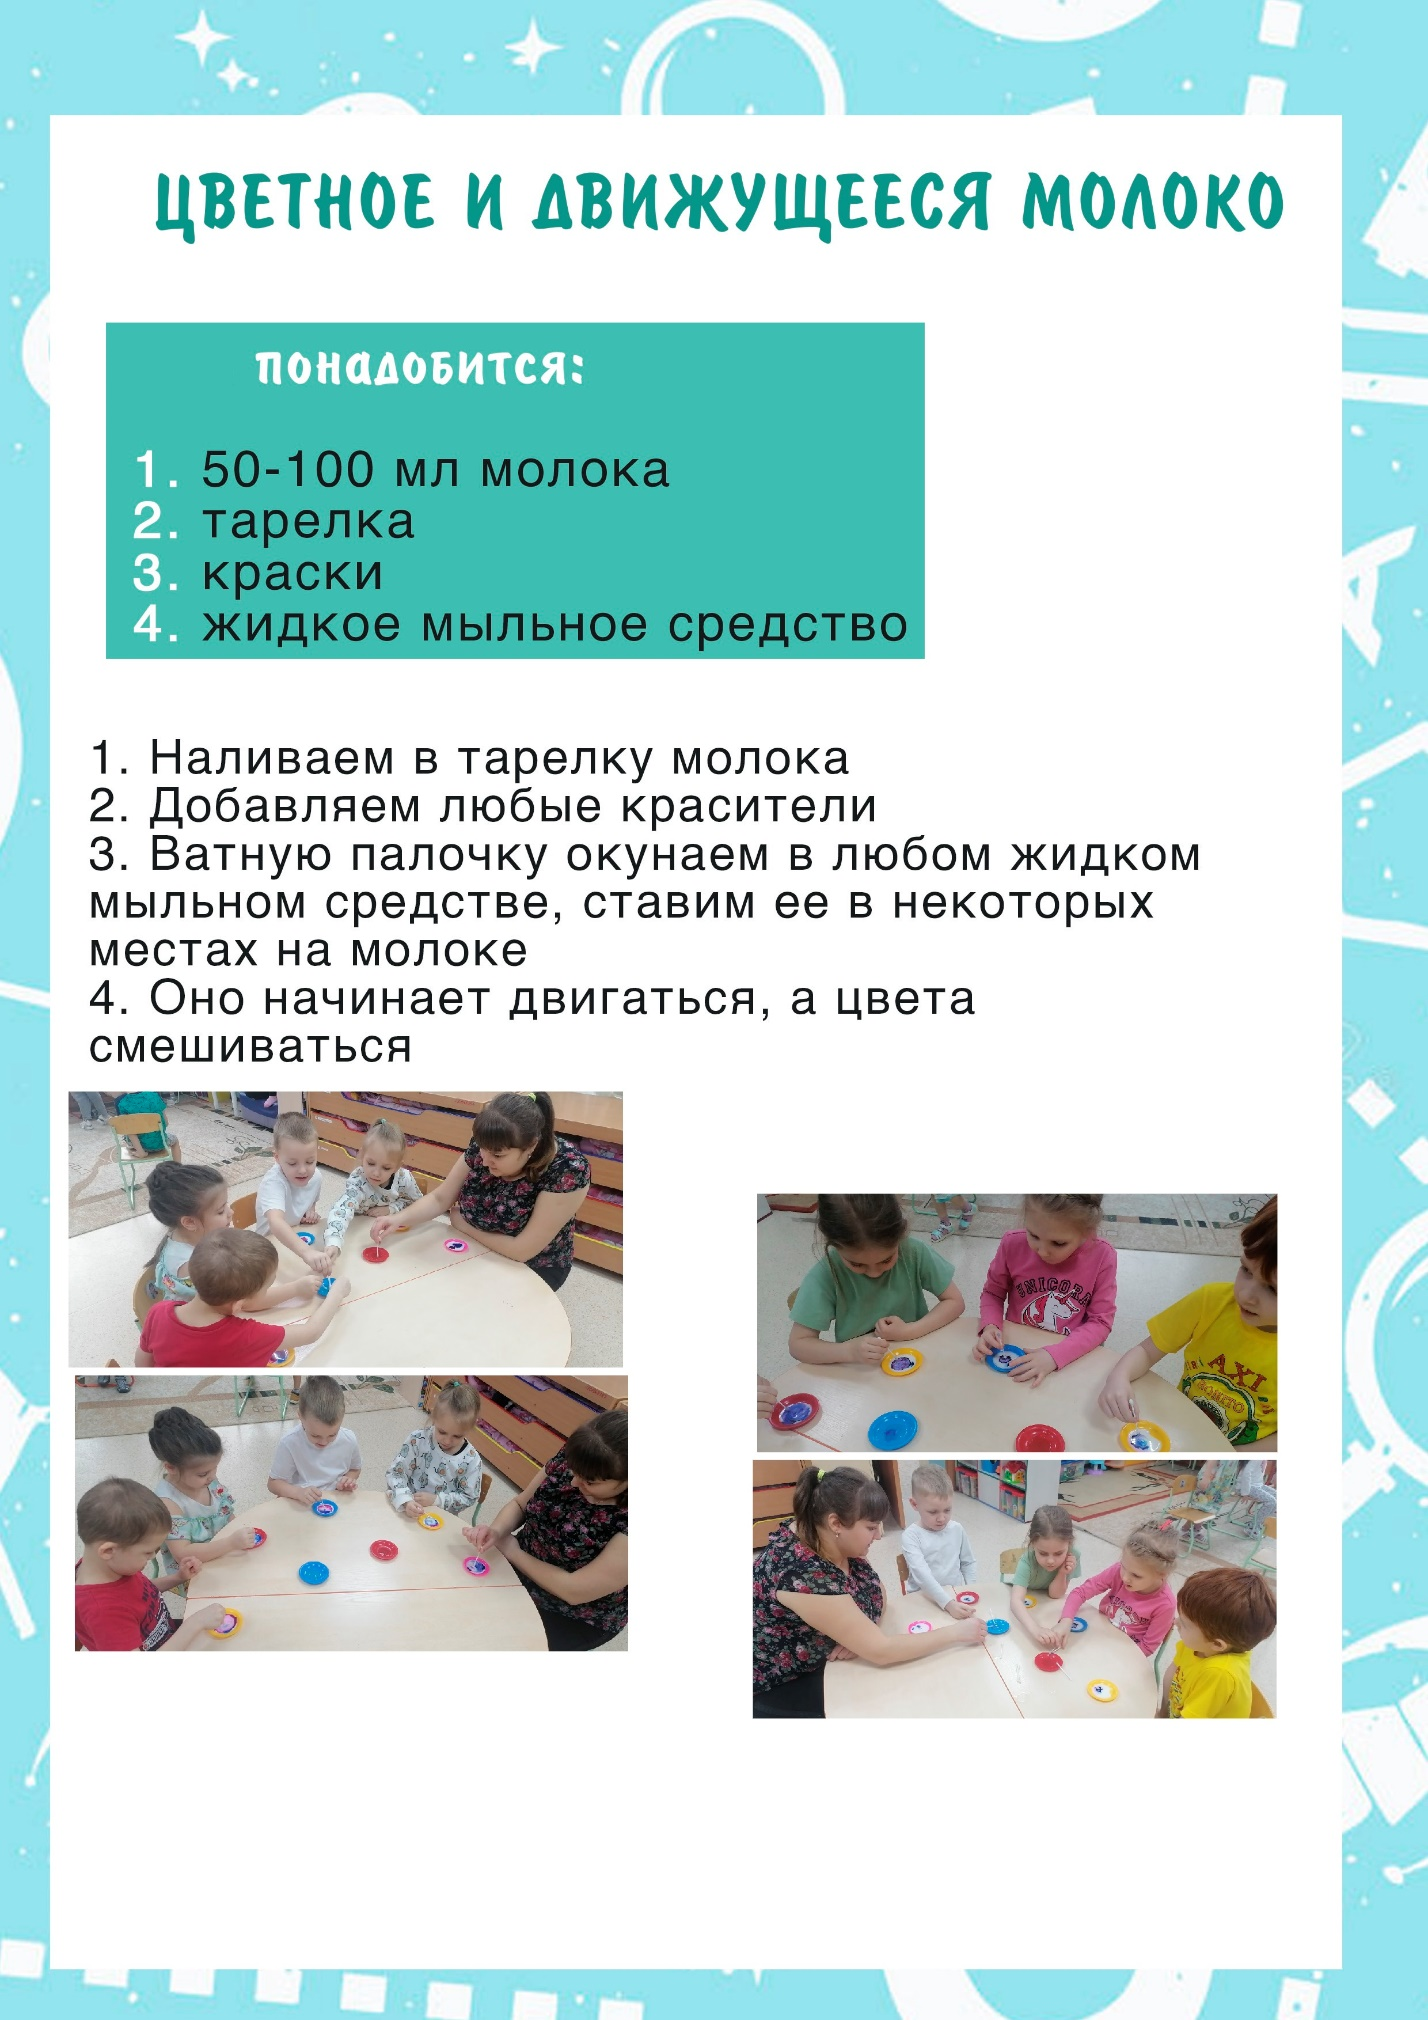 ЦВЕТНОЕ И ДВИЖУЩЕЕСЯ МОЛОКО
ПОНАДОБИТСЯ:
1. 50-100 мл молока
2. тарелка
3. краски
4. жидкое мыльное средство
1. Наливаем в тарелку молока
2. Добавляем любые красители
3. Ватную палочку окунаем в любом жидком
мыльном средстве, ставим ее в некоторых
местах на молоке
4. Оно начинает двигаться, а цвета
смешиваться
UNICORN